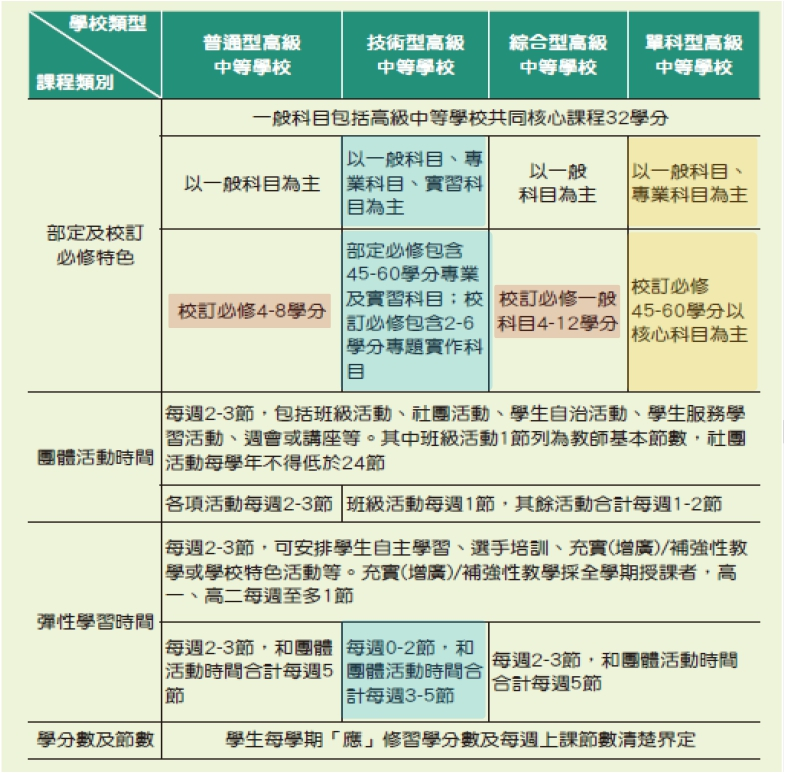 學校類型
課程類別
普通型高級
中等學校
技術型高級
中等學校
綜合型高級
中等學校
單科型高級
中等學校
部定及校訂
必修特色
一般科目包括高級中等學校共同核心課程32學分
以一般科目為主
以一般科目、專
業科目、實習科
目為主
以一般
科目為主
以一般科目、
專業科目為主
校訂必修4-8學分
部定必修包含
45-60學分專業
及實習科目；校
訂必修包含2-6
學分專題實作科
目
校訂必修一般
科目4-12學分
校訂必修
45-60學分以
核心科目為主
團體活動時間
每週2-3節，包括班級活動、社團活動、學生自治活動、學生服務學
習活動、週會或講座等。其中班級活動1節列為教師基本節數，社團
活動每學年不得低於24節
各項活動每週2-3節
班級活動每週1節，其餘活動合計每週1-2節
彈性學習時間
每週2-3節，可安排學生自主學習、選手培訓、充實(增廣)/補強性教
學或學校特色活動等。充實(增廣)/補強性教學採全學期授課者，高
一、高二每週至多1節
每週2-3節，和團體
活動時間合計每週5
節
每週0-2節，和
團體活動時間合
計每週3-5節
每週2-3節，和團體活動時間
合計每週5節
學分數及節數
學生每學期「應」修習學分數及每週上課節數清楚界定